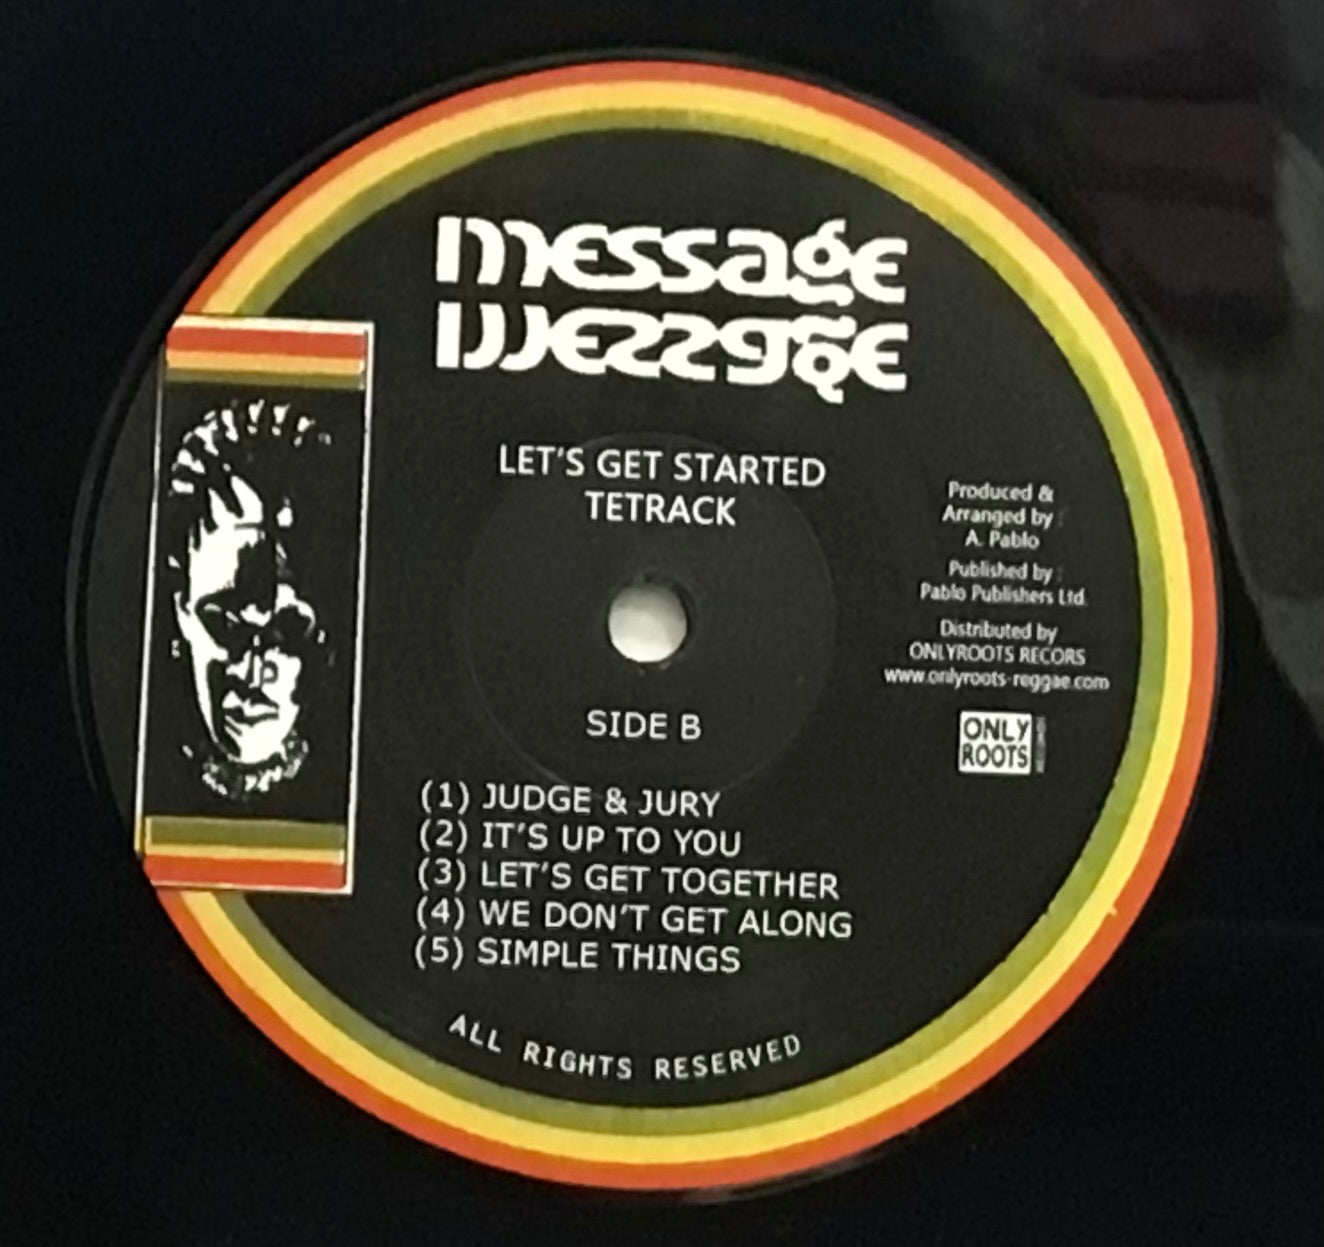 message
message
LET'S GET STARTED
TETRACK
Produced &
Arranged by :
A. Pablo
Published by :
Pablo Publishers Ltd.
Distributed by
ONLYROOTS RECORS
www.onlyroots-reggae.com
ONLY
ROOTS
SIDE B
(1) JUDGE & JURY
(2) IT'S UP TO YOU
(3) LET'S GET TOGETHER
(4) WE DON'T GET ALONG
(5) SIMPLE THINGS
ALL RIGHTS RESERVED